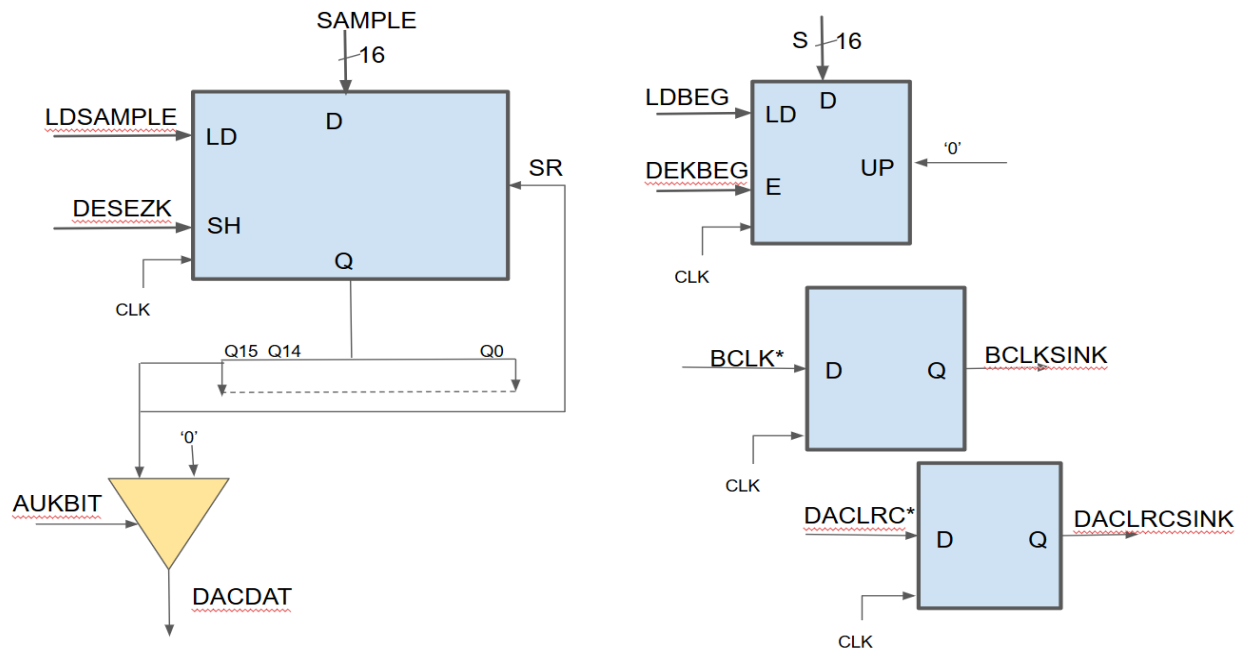 SAMPLE
16
LDSAMPLE
LD
D
SR
DESEZK
SH
Q
CLK
Q15 Q14 Q0
'0'
AUKBIT
DACDAT
S 16
LDBEG
LD
D
'0'
UP
DEKBEG
E
CLK
BCLK*
D Q
BCLKSINK
CLK
DACLRC*
D Q
DACLRCSINK
CLK